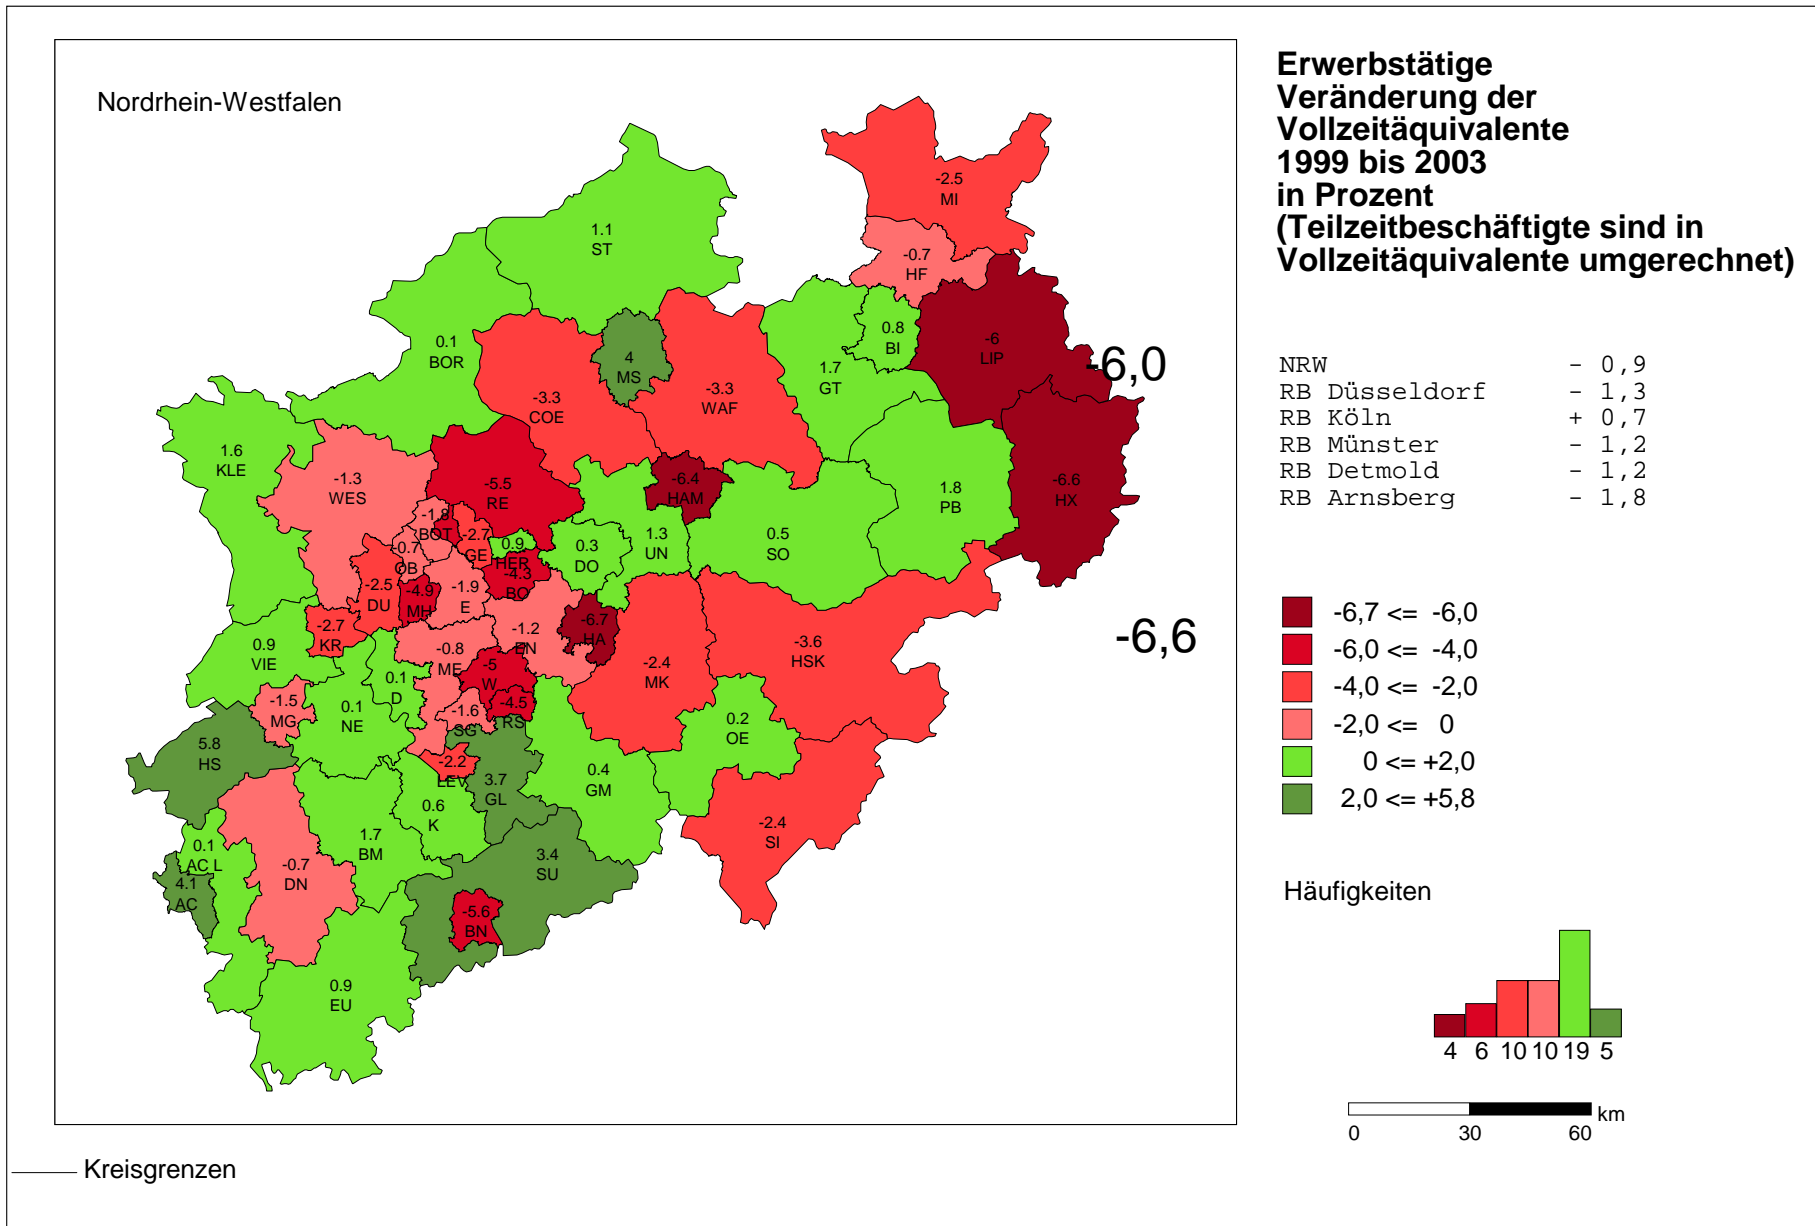 Nordrhein-Westfalen
-2.5
MI
1.1
ST
-0.7
HF
0.1
BOR
4
MS
0.8
BI
-6
LIP
-6,0
1.7
GT
-3.3
COE
-3.3
WAF
1.6
KLE
-1.3
WES
-5.5
RE
-6.4
HAM
1.8
PB
-6.6
HX
-1.8
BOT
-2.7
GE
0.9
HER
-0.7
OB
0.3
DO
1.3
UN
0.5
SO
-2.5
DU
-4.9
MH
-1.9
E
-4.3
BO
-6.7
HA
-6,6
-2.7
KR
-1.2
EN
0.9
VIE
-0.8
ME
-5
W
-2.4
MK
-3.6
HSK
0.1
D
-1.5
MG
0.1
NE
-1.6
SG
-4.5
RS
0.2
OE
5.8
HS
-2.2
LEV
3.7
GL
0.4
GM
0.6
K
-2.4
SI
0.1
AC L
1.7
BM
-0.7
DN
3.4
SU
4.1
AC
-5.6
BN
0.9
EU
Kreisgrenzen
Erwerbstätige
Veränderung der
Vollzeitäquivalente
1999 bis 2003
in Prozent
(Teilzeitbeschäftigte sind in
Vollzeitäquivalente umgerechnet)
NRW - 0,9
RB Düsseldorf - 1,3
RB Köln + 0,7
RB Münster - 1,2
RB Detmold - 1,2
RB Arnsberg - 1,8
-6,7 <= -6,0
-6,0 <= -4,0
-4,0 <= -2,0
-2,0 <= 0
0 <= +2,0
2,0 <= +5,8
Häufigkeiten
4 6 10 10 19 5
km
0 30 60